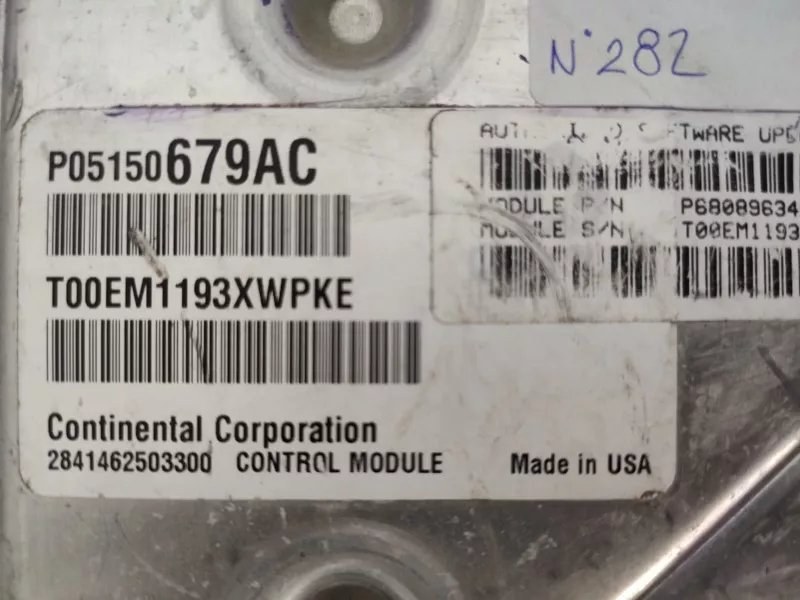 N°282
P05150679AC
T00EM1193XWPKE
Continental Corporation
2841462503300 CONTROL MODULE Made in USA
MODULE P/N P68089634
MODULE S/N T00EM1193